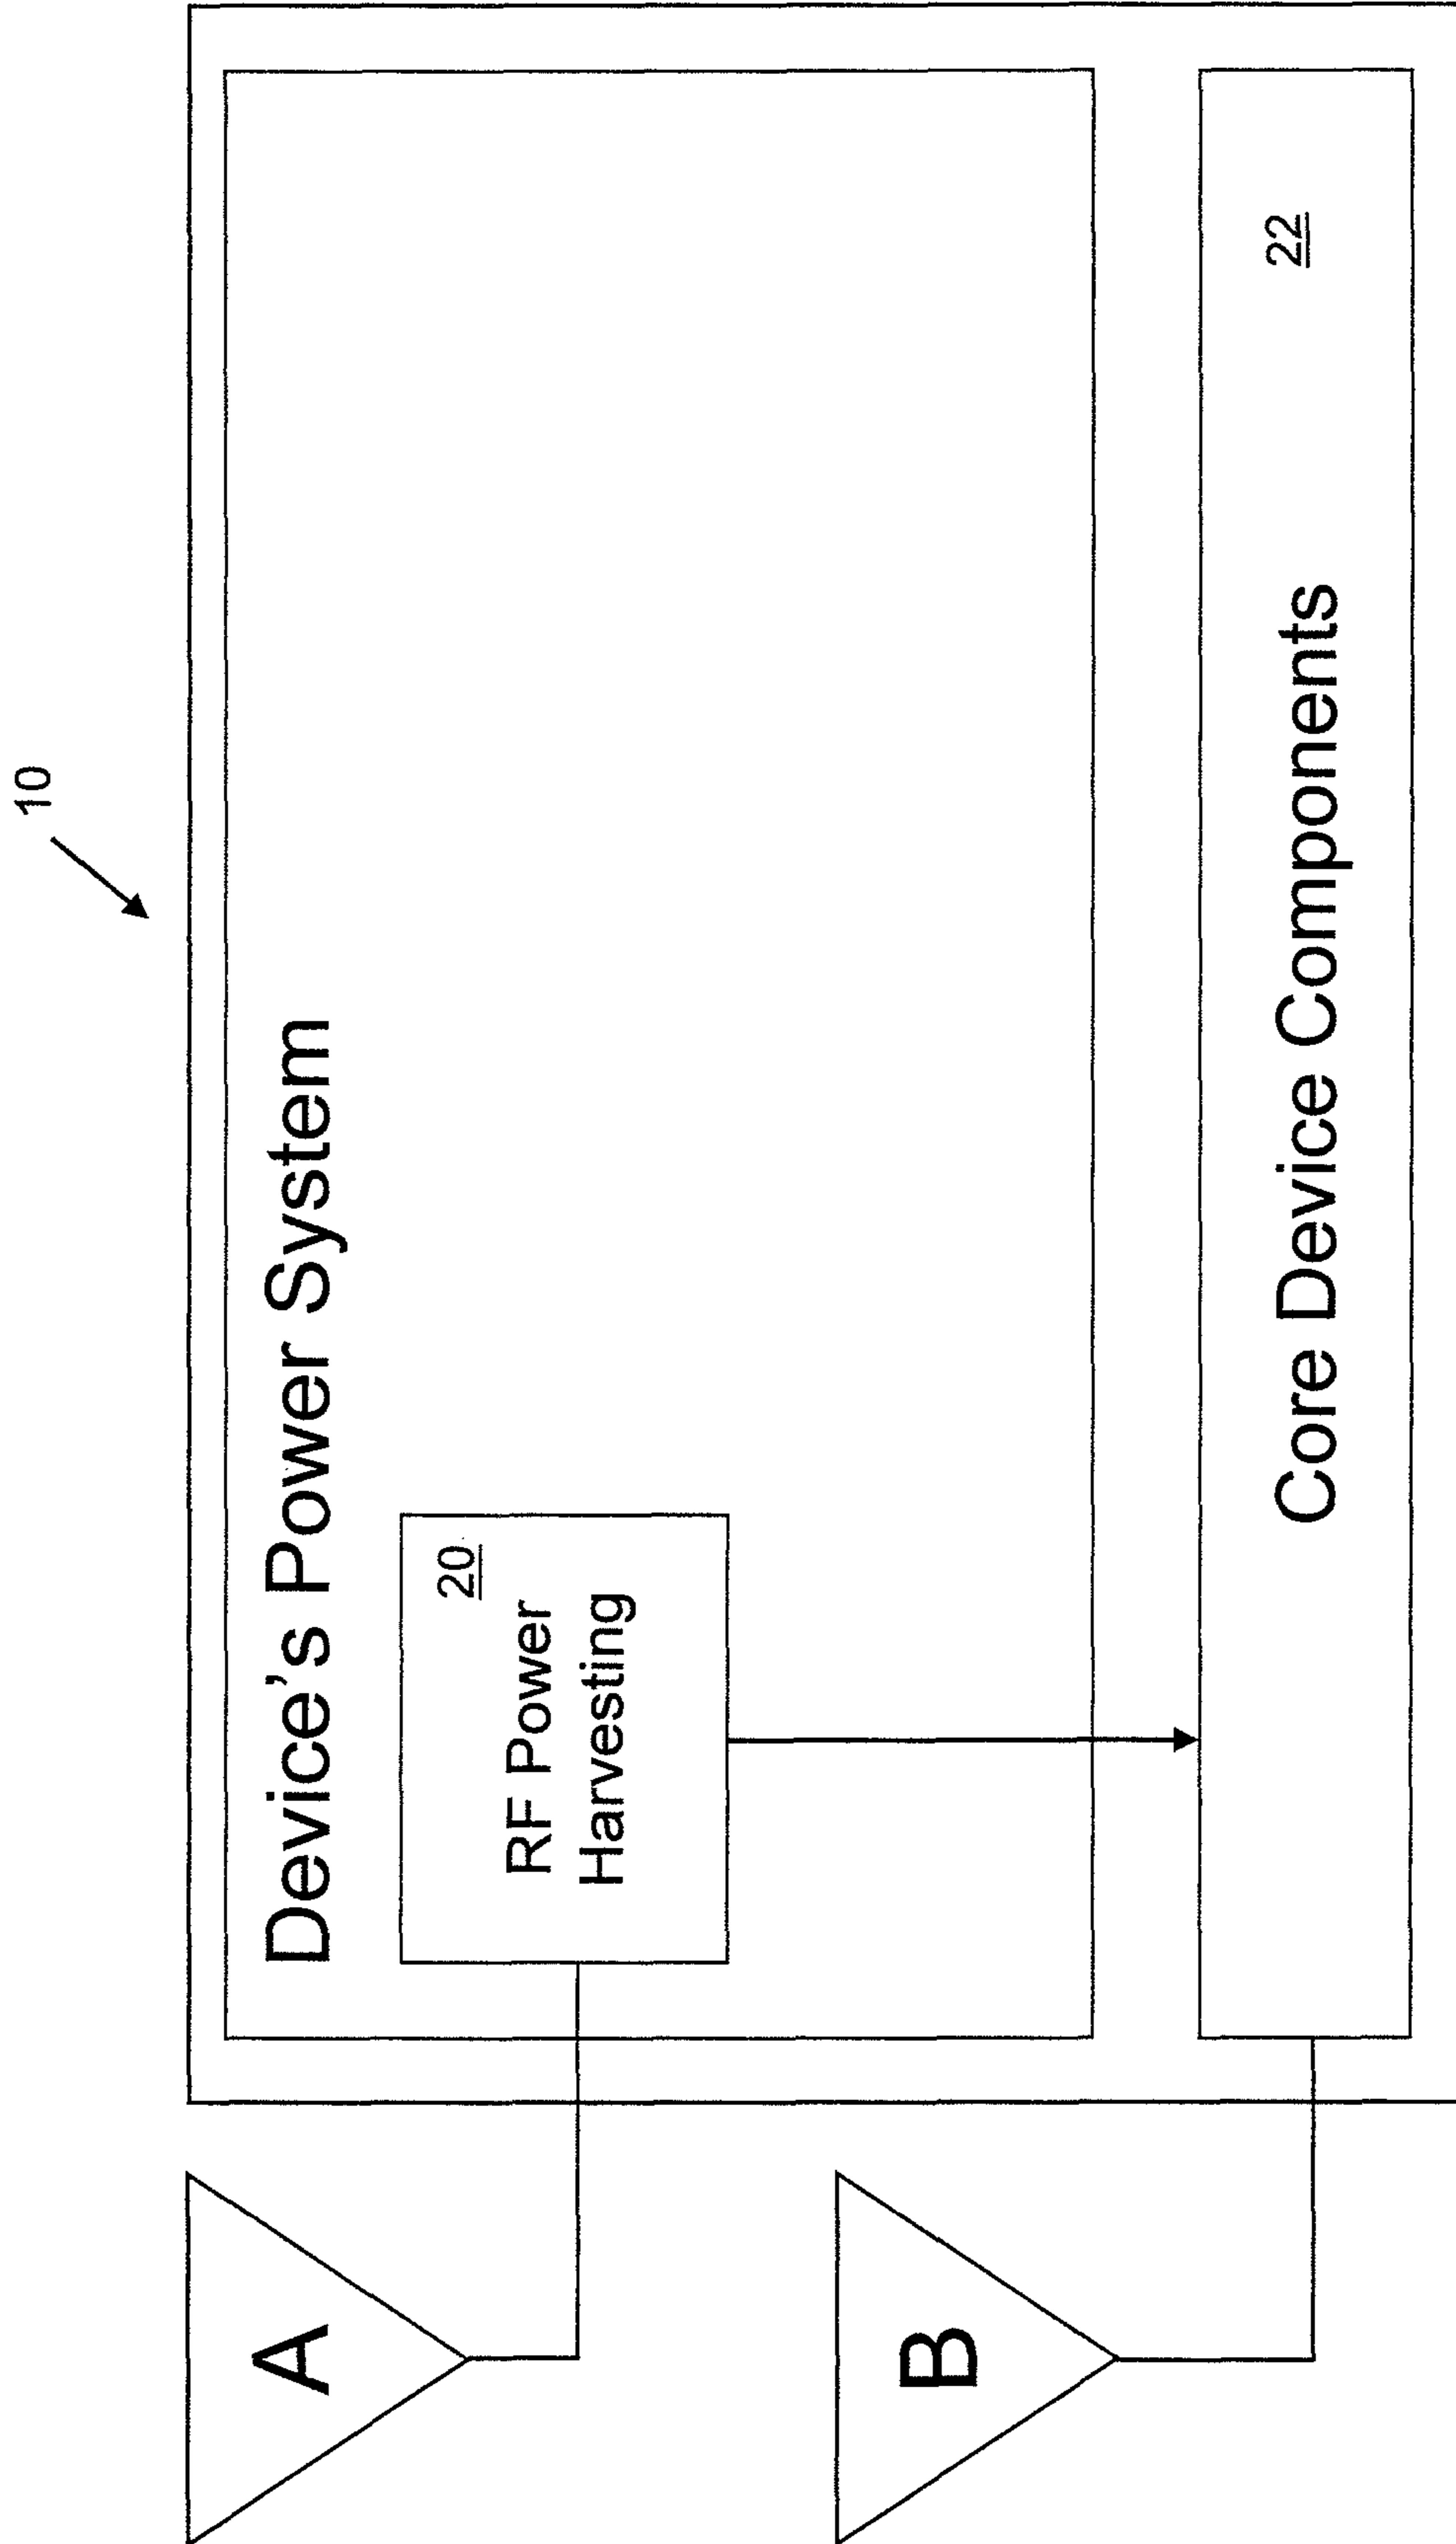 10
Device's Power System
A
20
RF Power
Harvesting
B
22
Core Device Components